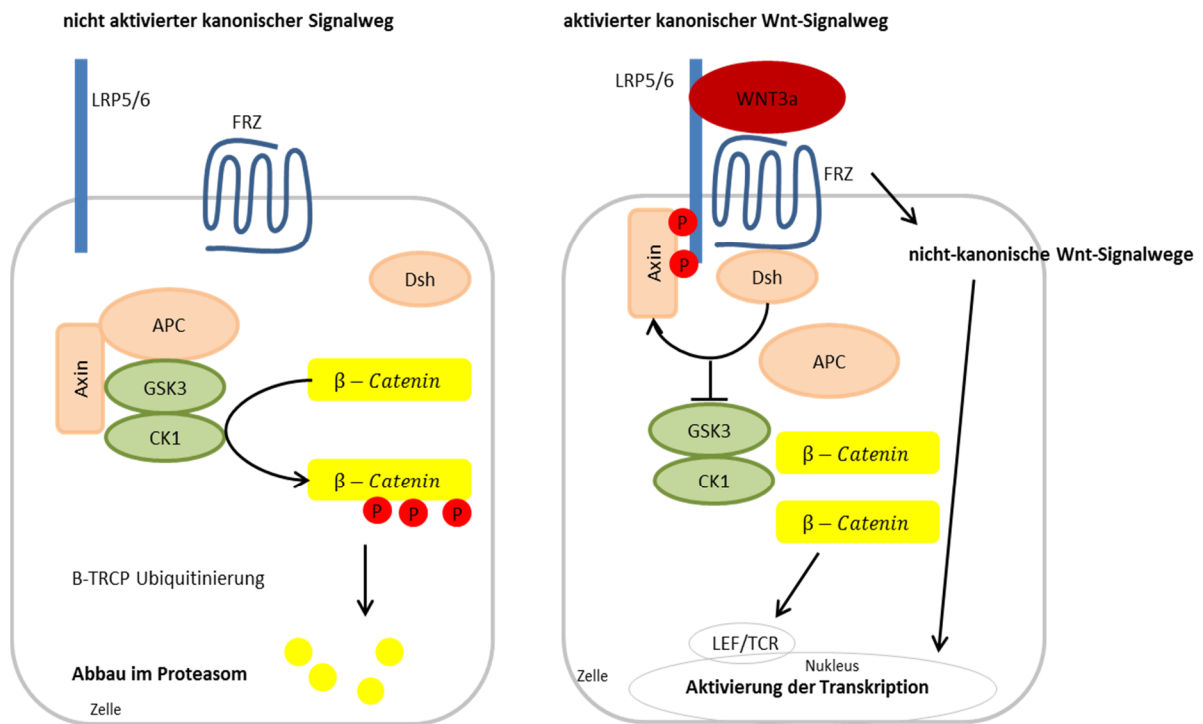 nicht aktivierter kanonischer Signalweg
LRP5/6
FRZ
Dsh
APC
Axin
GSK3
CK1
β – Catenin
β – Catenin
P
P
P
B-TRCP Ubiquitinierung
Abbau im Proteasom
Zelle
aktivierter kanonischer Wnt-Signalweg
LRP5/6
WNT3a
FRZ
P
Axin
P
nicht-kanonische Wnt-Signalwege
Dsh
APC
GSK3
β – Catenin
CK1
β – Catenin
LEF/TCR
Nukleus
Zelle
Aktivierung der Transkription